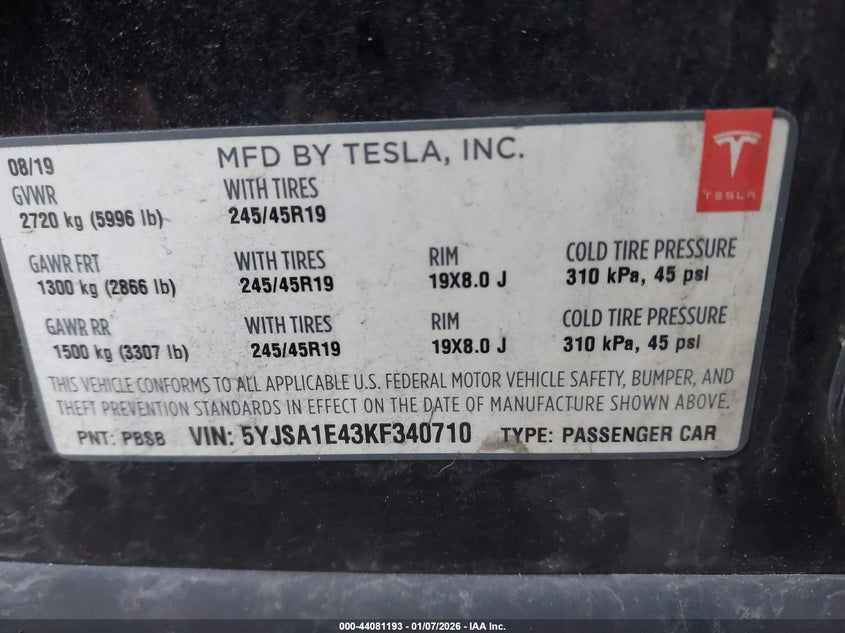 08/19 MFD BY TESLA, INC.
TESLA
GVWR WITH TIRES
2720 kg (5996 lb) 245/45R19
GAWR FRT WITH TIRES RIM COLD TIRE PRESSURE
1300 kg (2866 lb) 245/45R19 19X8.0 J 310 kPa, 45 psi
GAWR RR WITH TIRES RIM COLD TIRE PRESSURE
1500 kg (3307 lb) 245/45R19 19X8.0 J 310 kPa, 45 psi
THIS VEHICLE CONFORMS TO ALL APPLICABLE U.S. FEDERAL MOTOR VEHICLE SAFETY, BUMPER, AND
THEFT PREVENTION STANDARDS IN EFFECT ON THE DATE OF MANUFACTURE SHOWN ABOVE.
PNT: PBSB VIN: 5YJSA1E43KF340710 TYPE: PASSENGER CAR
000-44081193 - 01/07/2026 - IAA Inc.